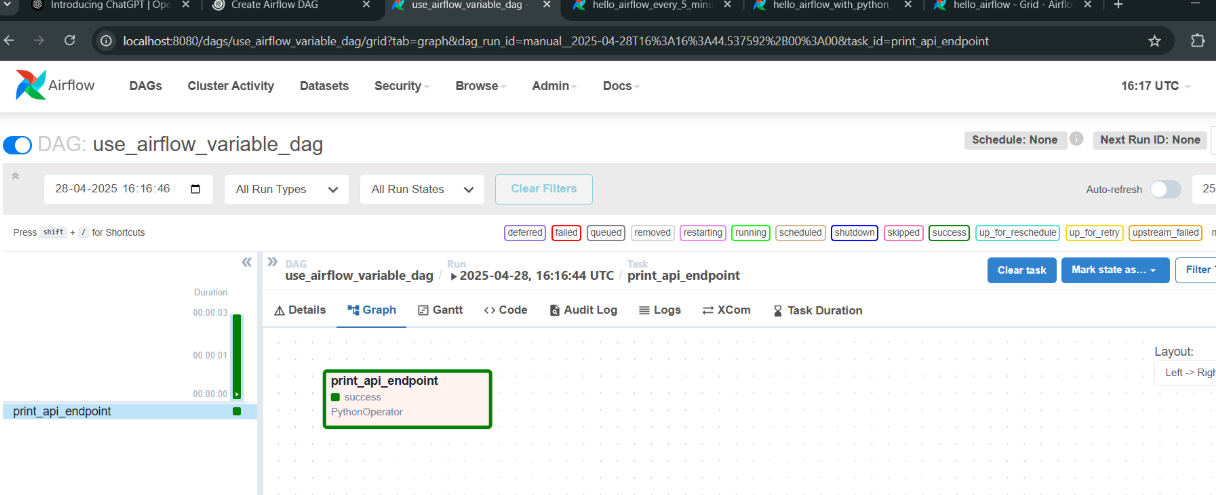 Introducing ChatGPT | Ope
Create Airflow DAG
use_airflow_variable_dag -
hello_airflow_every_5_minu
hello_airflow_with_python_
hello_airflow - Grid - Airflo
localhost:8080/dags/use_airflow_variable_dag/grid?tab=graph&dag_run_id=manual__2025-04-28T16%3A16%3A44.537592%2B00%3A00&task_id=print_api_endpoint
Airflow DAGs Cluster Activity Datasets Security Browse Admin Docs 16:17 UTC
DAG: use_airflow_variable_dag Schedule: None Next Run ID: None
28-04-2025 16:16:46 All Run Types All Run States Clear Filters Auto-refresh 25
Press shift + / for Shortcuts deferred failed queued removed restarting running scheduled shutdown skipped success up_for_reschedule up_for_retry upstream_failed
DAG Run Task
use_airflow_variable_dag / 2025-04-28, 16:16:44 UTC / print_api_endpoint
Clear task Mark state as... Filter
Duration
00:00:03
00:00:01
00:00:00
print_api_endpoint
Details Graph Gantt Code Audit Log Logs XCom Task Duration
Layout:
Left -> Righ
print_api_endpoint
success
PythonOperator